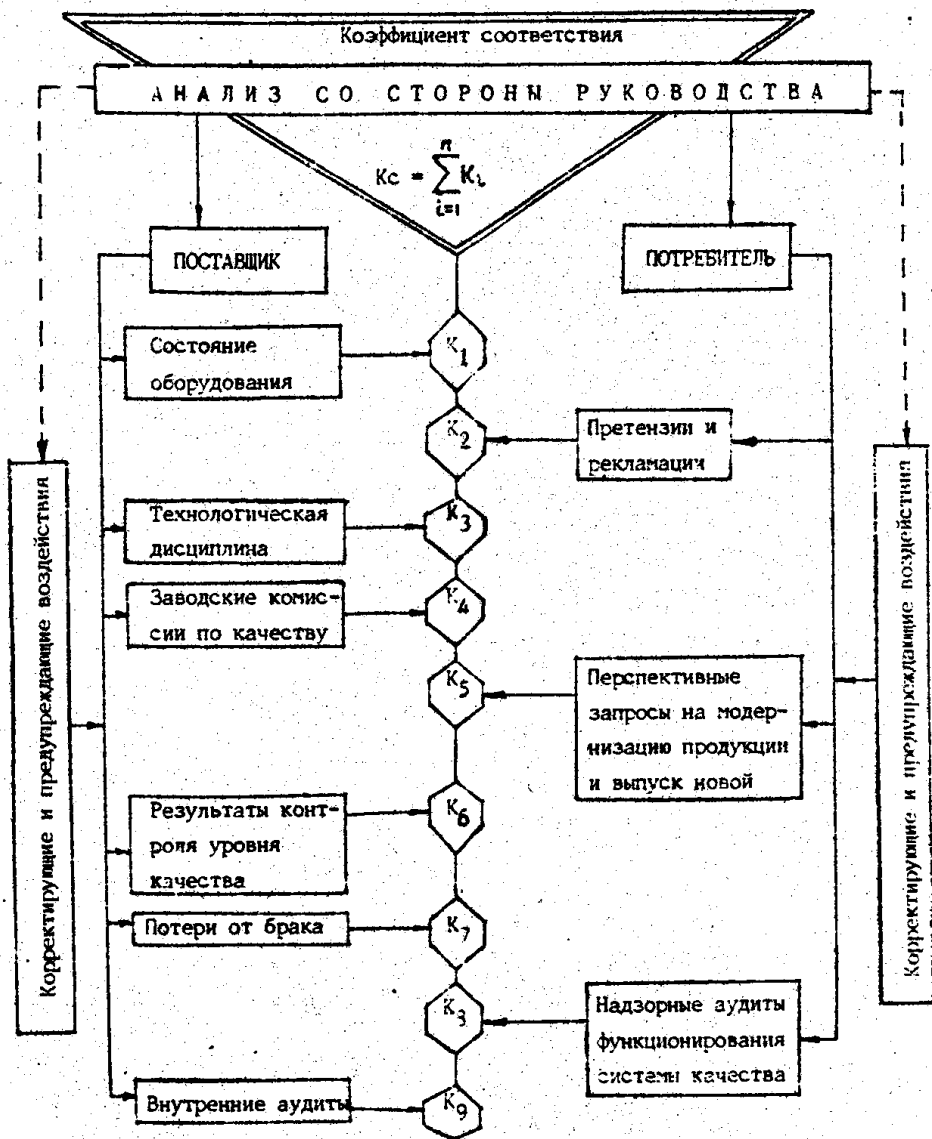 Коэффициент соответствия
АНАЛИЗ СО СТОРОНЫ РУКОВОДСТВА
n
Kc = ∑ Ki
i=1
ПОСТАВЩИК
ПОТРЕБИТЕЛЬ
Состояние
оборудования
K1
K2
Претензии и
рекламации
Технологическая
дисциплина
K3
Заводские комис-
сии по качеству
K4
K5
Перспективные
запросы на модер-
низацию продукции
и выпуск новой
Результаты конт-
роля уровня
качества
K6
Потери от брака
K7
K3
Надзорные аудиты
функционирования
системы качества
Внутренние аудиты
K9
Корректирующие и предупреждающие воздействия
Корректирующие и предупреждающие воздействия